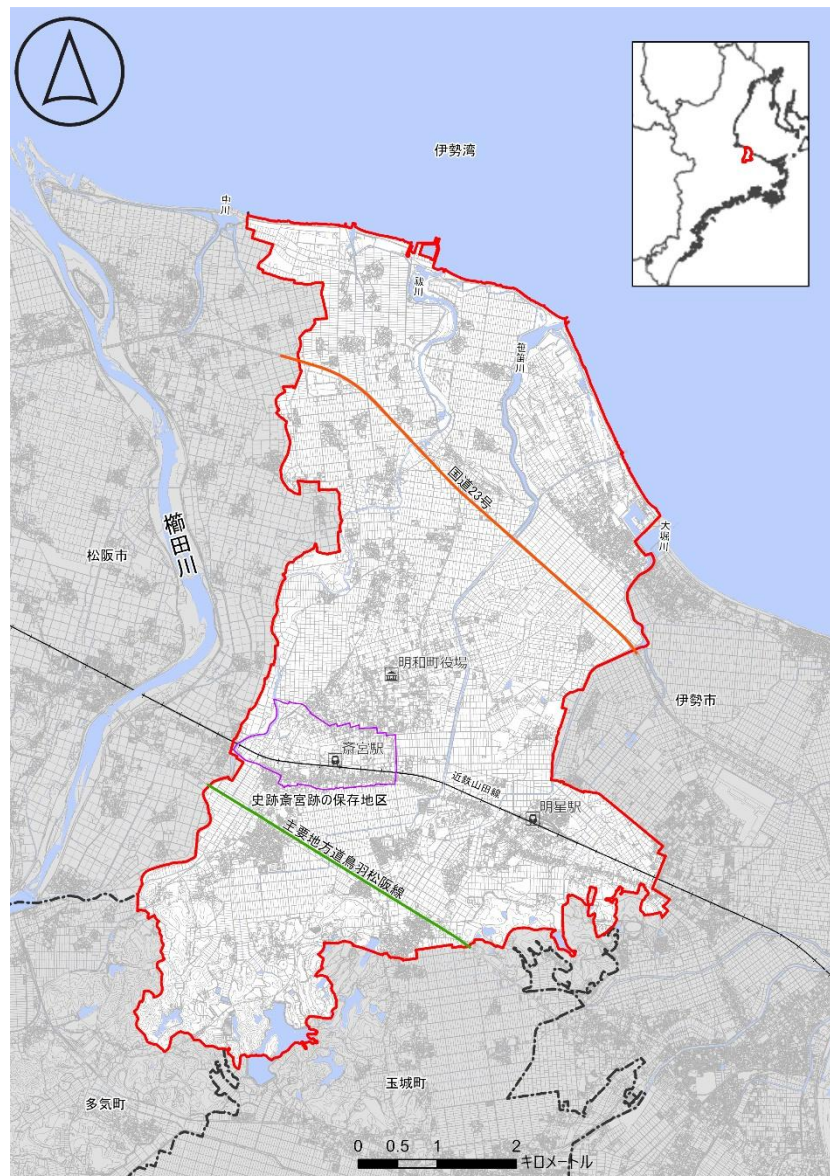 伊勢湾
中川
祓川
笹笛川
国道23号
大堀川
櫛田川
松阪市
明和町役場
伊勢市
斎宮駅
近鉄山田線
史跡斎宮跡の保存地区
明星駅
主要地方道鳥羽松阪線
玉城町
多気町
0 0.5 1 2
キロメートル